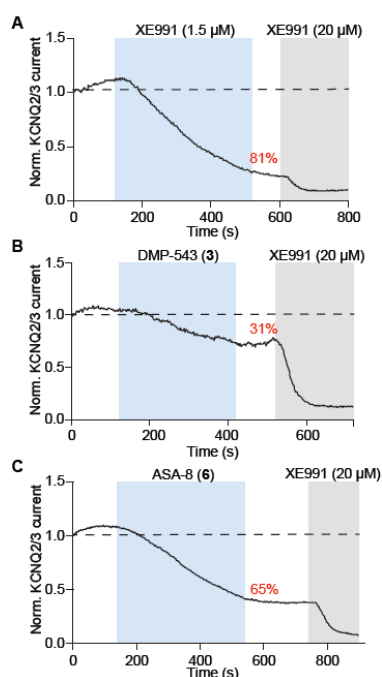 A
XE991 (1.5 µM) XE991 (20 µM)
Norm. KCNQ2/3 current
1.5
1.0
0.5
0.0
81%
0 200 400 600 800
Time (s)
B
DMP-543 (3) XE991 (20 µM)
Norm. KCNQ2/3 current
1.5
1.0
0.5
0.0
31%
0 200 400 600
Time (s)
C
ASA-8 (6) XE991 (20 µM)
Norm. KCNQ2/3 current
1.5
1.0
0.5
0.0
65%
0 200 400 600 800
Time (s)